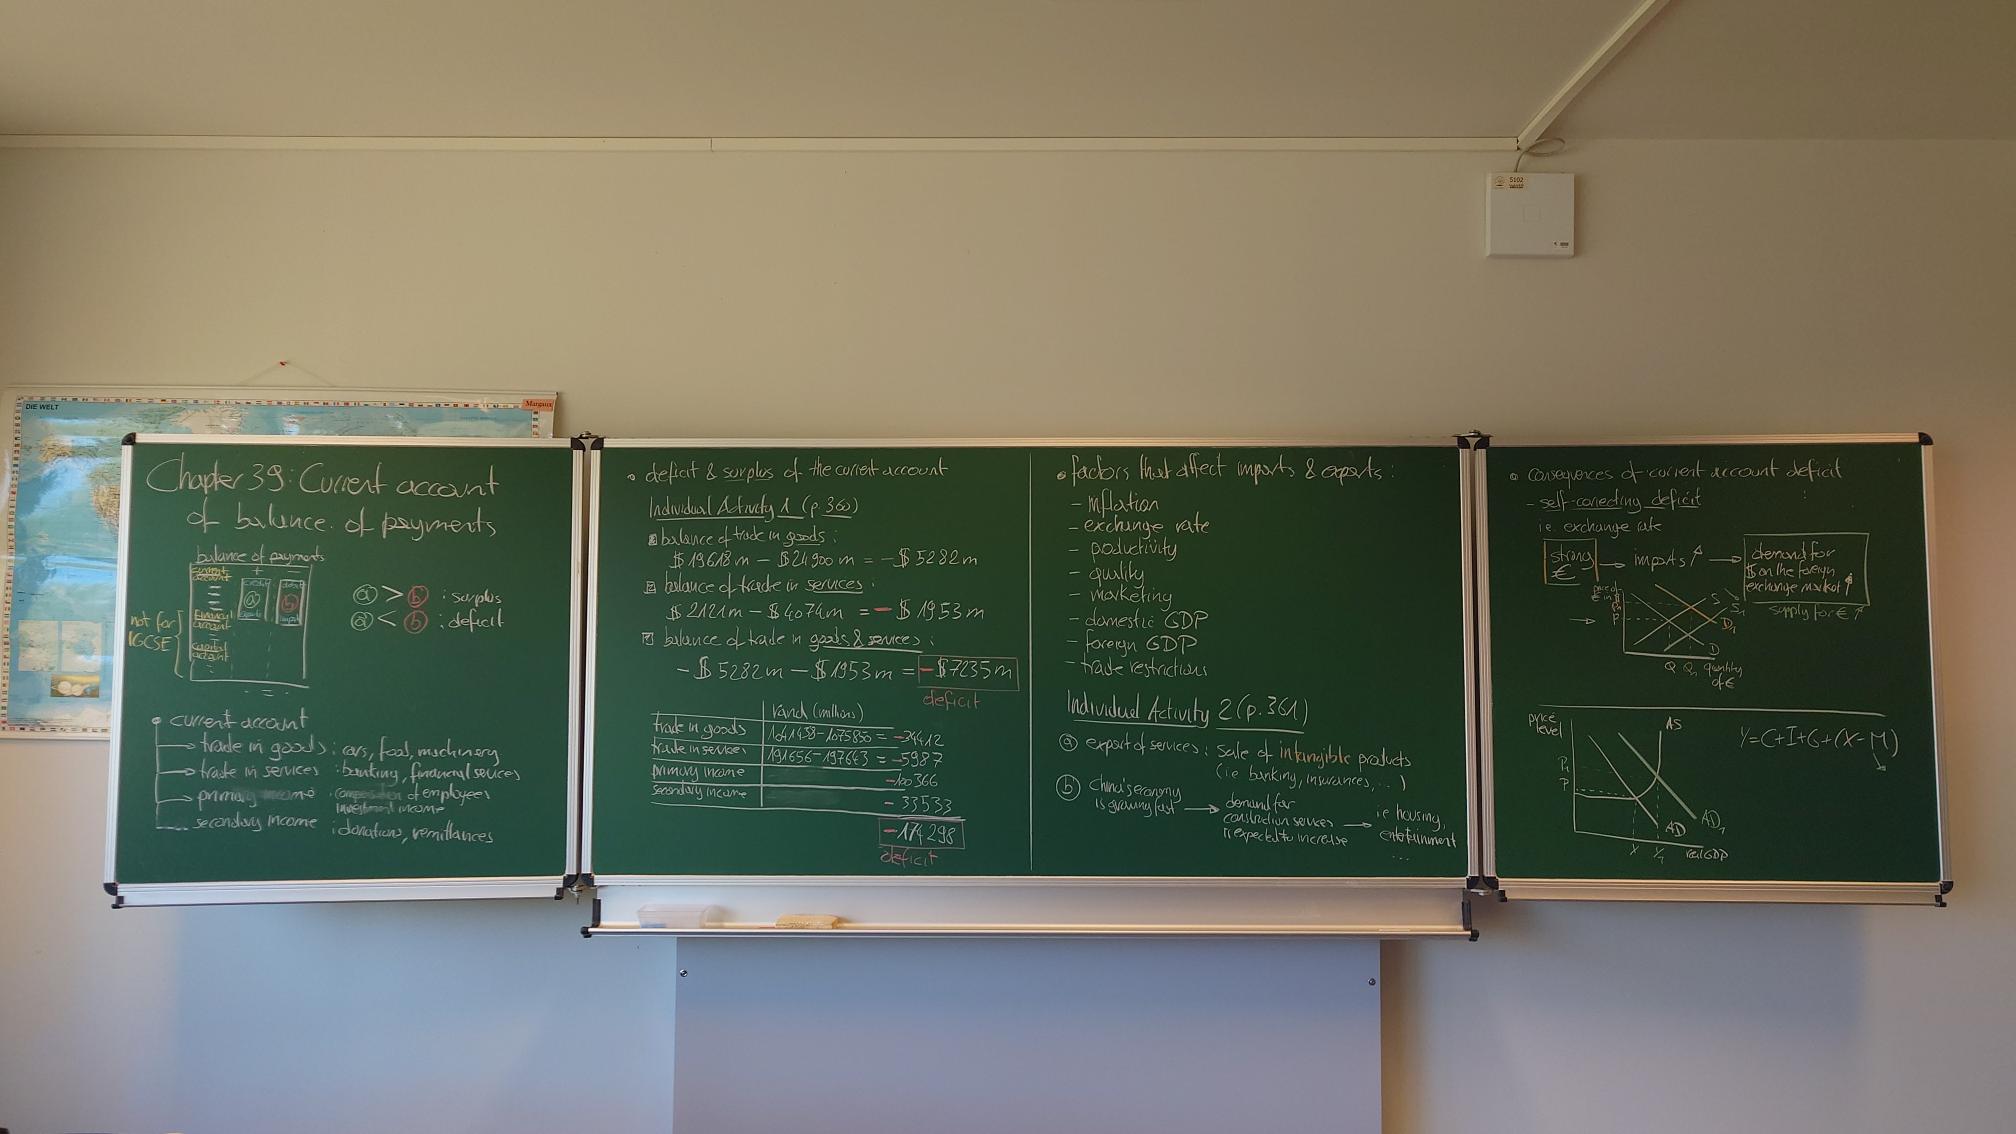 DIE WELT
Margaux
S102
Chapter 39: Current account
of balance of payments
balance of payments
current
account
+
-
credit
debit
a
b
financial
account
capital
account
not for
IGCSE
a > b : surplus
a < b : deficit
• current account
trade in goods : cars, food, machinery
trade in services : banking, financial services
primary income : compensation of employees
investment income
secondary income : donations, remittances
• deficit & surplus of the current account
Individual Activity 1 (p. 360)
balance of trade in goods :
$ 19618 m - $ 24900 m = - $ 5282 m
balance of trade in services :
$ 2121 m - $ 4074 m = - $ 1953 m
balance of trade in goods & services :
- $ 5282 m - $ 1953 m = - $ 7235 m
deficit
rand (millions)
trade in goods 1041438-1075850 = -34412
trade in services 191656-197643 = -5987
primary income -100366
secondary income - 33533
-174298
deficit
• factors that affect imports & exports :
- inflation
- exchange rate
- productivity
- quality
- marketing
- domestic GDP
- foreign GDP
- trade restrictions
Individual Activity 2 (p. 361)
a export of services : sale of intangible products
(i.e banking, insurances, ...)
b China's economy
is growing fast → demand for
construction services
is expected to increase → i.e housing,
entertainment
...
• consequences of current account deficit :
- self-correcting deficit
i.e. exchange rate
strong
€ → imports ↑ → demand for
$ on the foreign
exchange market ↑
supply for € ↑
price of
€ in $
P1
P
S
S1
D1
D
Q Q1 quantity
of €
price
level
P1
P
AS
AD
AD1
Y Y1 real GDP
Y=C+I+G+(X-M)